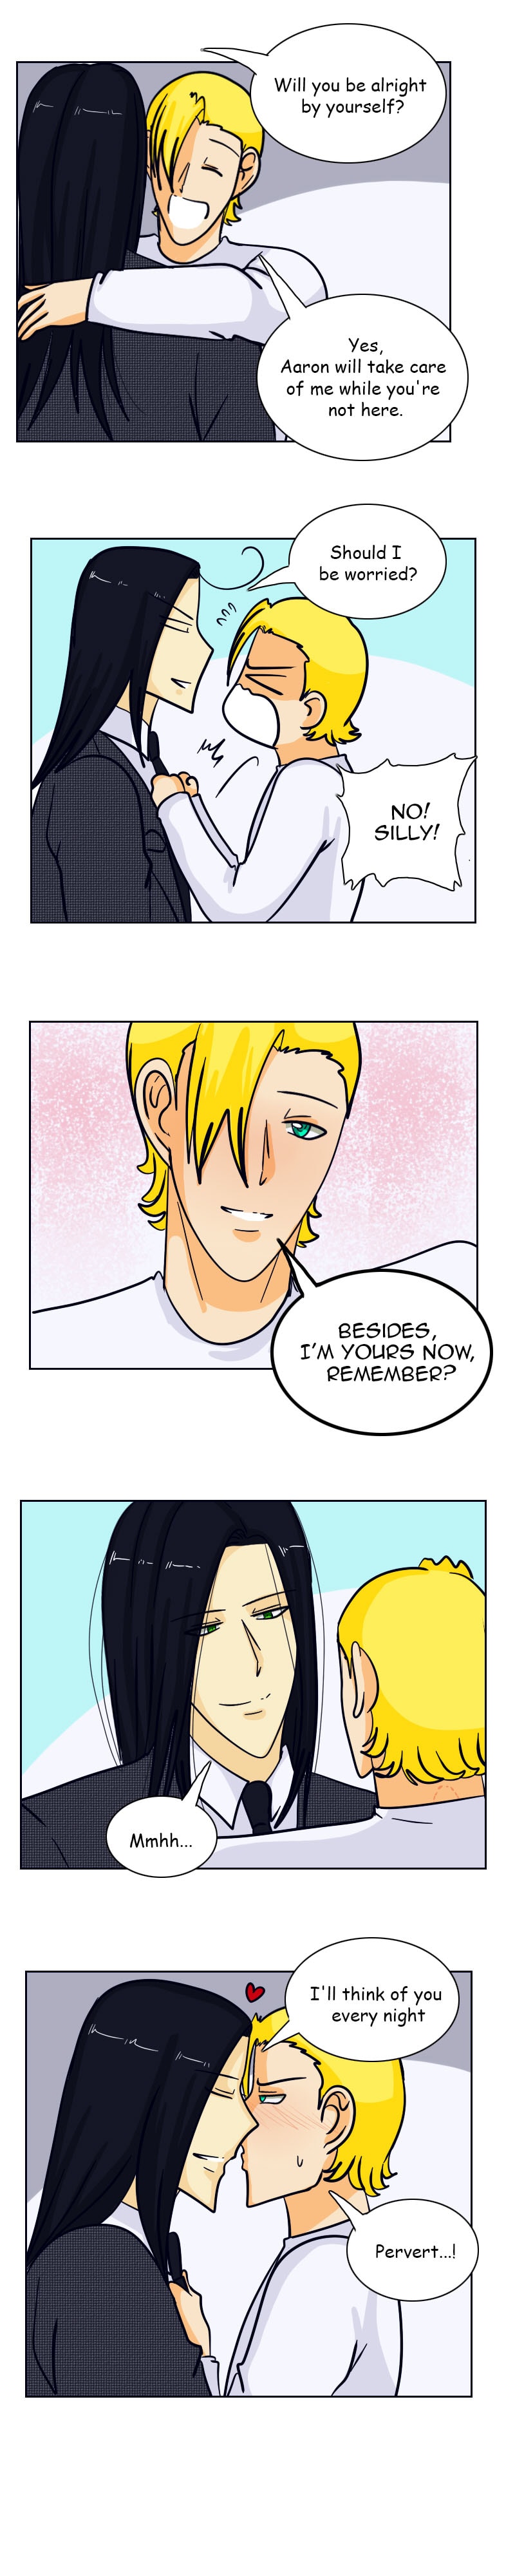 Will you be alright
by yourself?
Yes,
Aaron will take care
of me while you're
not here.
Should I
be worried?
NO!
SILLY!
BESIDES,
I'M YOURS NOW,
REMEMBER?
Mmhh...
I'll think of you
every night
Pervert...!